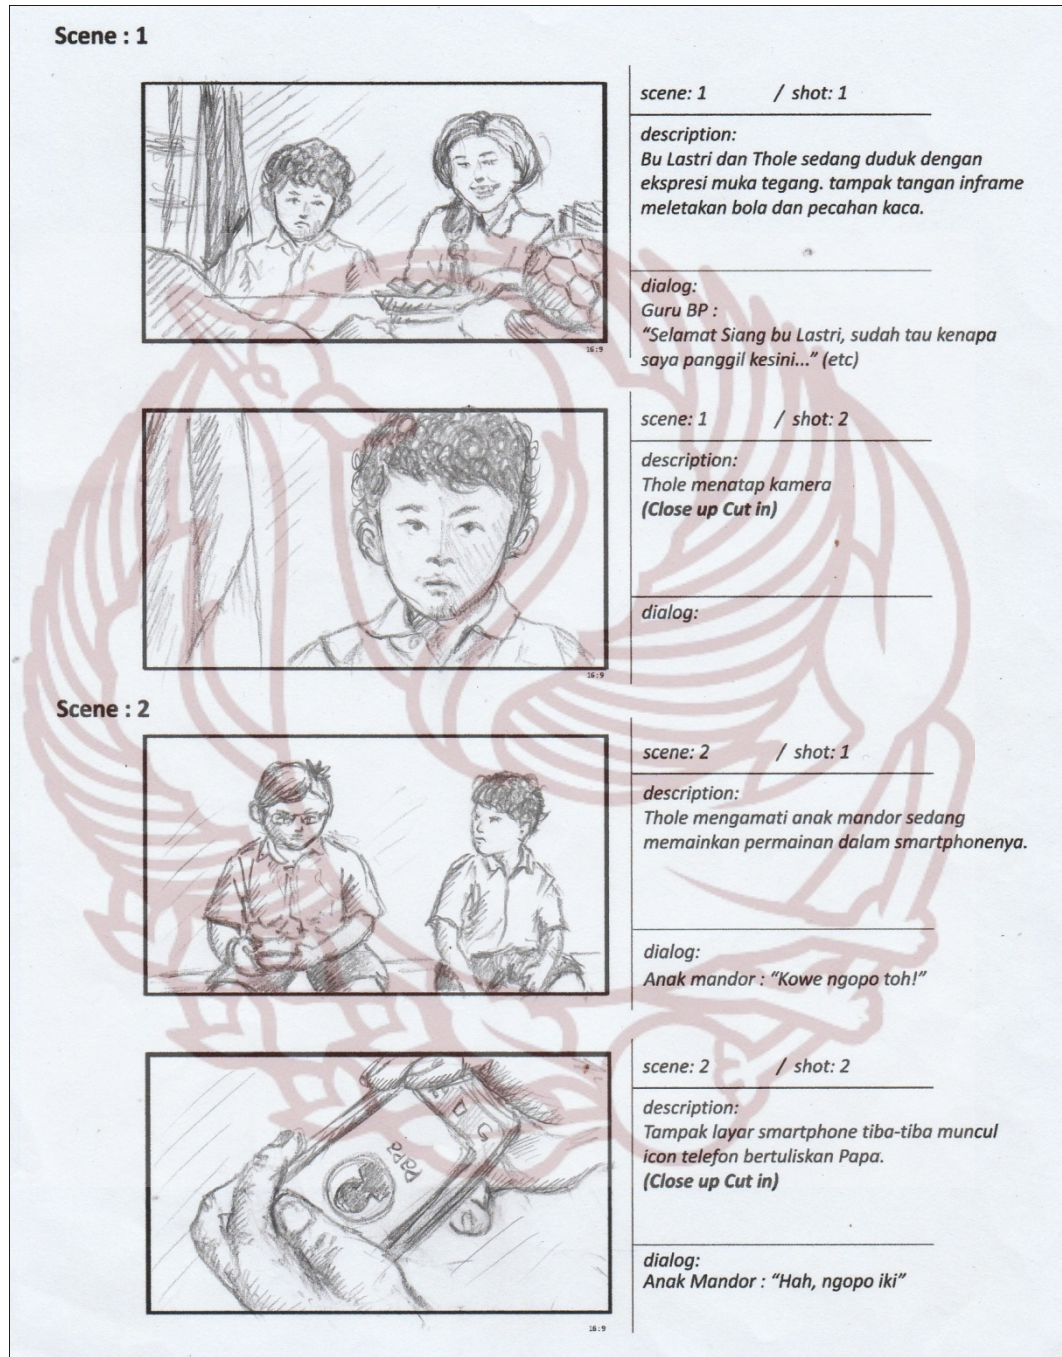 Scene : 1
scene: 1 / shot: 1
description:
Bu Lastri dan Thole sedang duduk dengan
ekspresi muka tegang. tampak tangan inframe
meletakan bola dan pecahan kaca.
dialog:
Guru BP :
“Selamat Siang bu Lastri, sudah tau kenapa
saya panggil kesini...” (etc)
16:9
scene: 1 / shot: 2
description:
Thole menatap kamera
(Close up Cut in)
dialog:
16:9
Scene : 2
scene: 2 / shot: 1
description:
Thole mengamati anak mandor sedang
memainkan permainan dalam smartphonenya.
dialog:
Anak mandor : “Kowe ngopo toh!”
16:9
scene: 2 / shot: 2
description:
Tampak layar smartphone tiba-tiba muncul
icon telefon bertuliskan Papa.
(Close up Cut in)
Papa
dialog:
Anak Mandor : “Hah, ngopo iki”
16:9